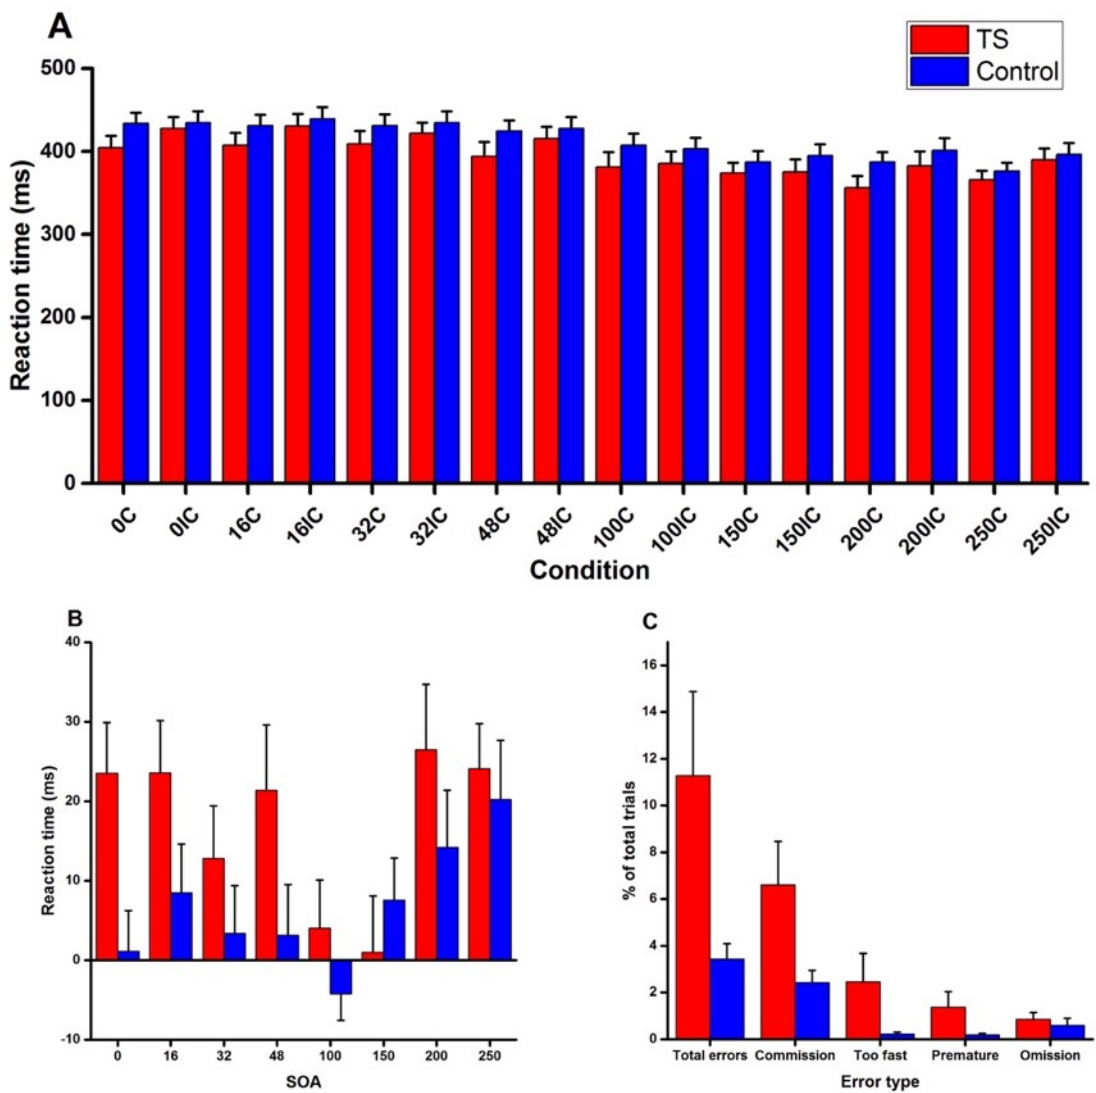 A
TS
Control
Reaction time (ms)
500
400
300
200
100
0
0C 0IC 16C 16IC 32C 32IC 48C 48IC 100C 100IC 150C 150IC 200C 200IC 250C 250IC
Condition
B
Reaction time (ms)
40
30
20
10
0
-10
0 16 32 48 100 150 200 250
SOA
C
% of total trials
16
14
12
10
8
6
4
2
0
Total errors Commission Too fast Premature Omission
Error type